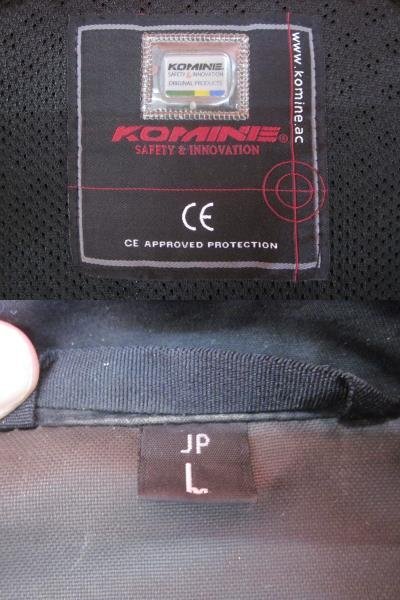 KOMINE
SAFETY & INNOVATION
ORIGINAL PRODUCTS
www.komine.ac
KOMINE®
SAFETY & INNOVATION
CE
CE APPROVED PROTECTION
JP
L